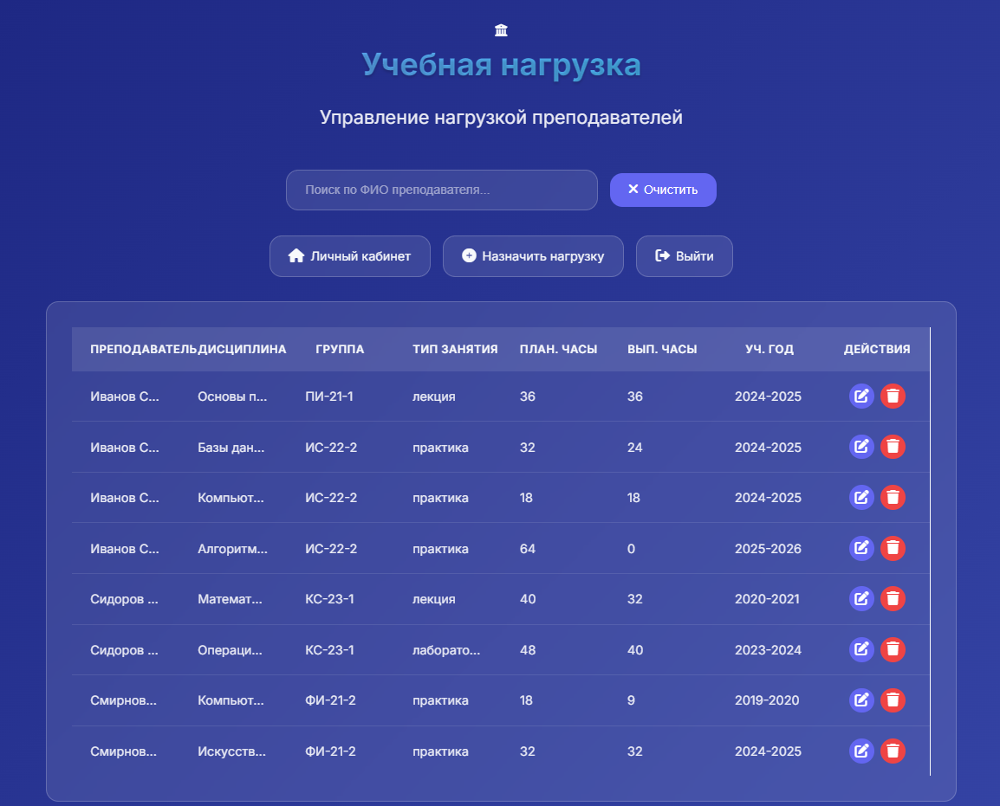 Учебная нагрузка
Управление нагрузкой преподавателей
Поиск по ФИО преподавателя...
Очистить
Личный кабинет
Назначить нагрузку
Выйти
ПРЕПОДАВАТЕЛЬ ДИСЦИПЛИНА ГРУППА ТИП ЗАНЯТИЯ ПЛАН. ЧАСЫ ВЫП. ЧАСЫ УЧ. ГОД ДЕЙСТВИЯ
Иванов С... Основы п... ПИ-21-1 лекция 36 36 2024-2025
Иванов С... Базы дан... ИС-22-2 практика 32 24 2024-2025
Иванов С... Компьют... ИС-22-2 практика 18 18 2024-2025
Иванов С... Алгоритм... ИС-22-2 практика 64 0 2025-2026
Сидоров ... Математ... КС-23-1 лекция 40 32 2020-2021
Сидоров ... Операци... КС-23-1 лаборато... 48 40 2023-2024
Смирнов... Компьют... ФИ-21-2 практика 18 9 2019-2020
Смирнов... Искусств... ФИ-21-2 практика 32 32 2024-2025